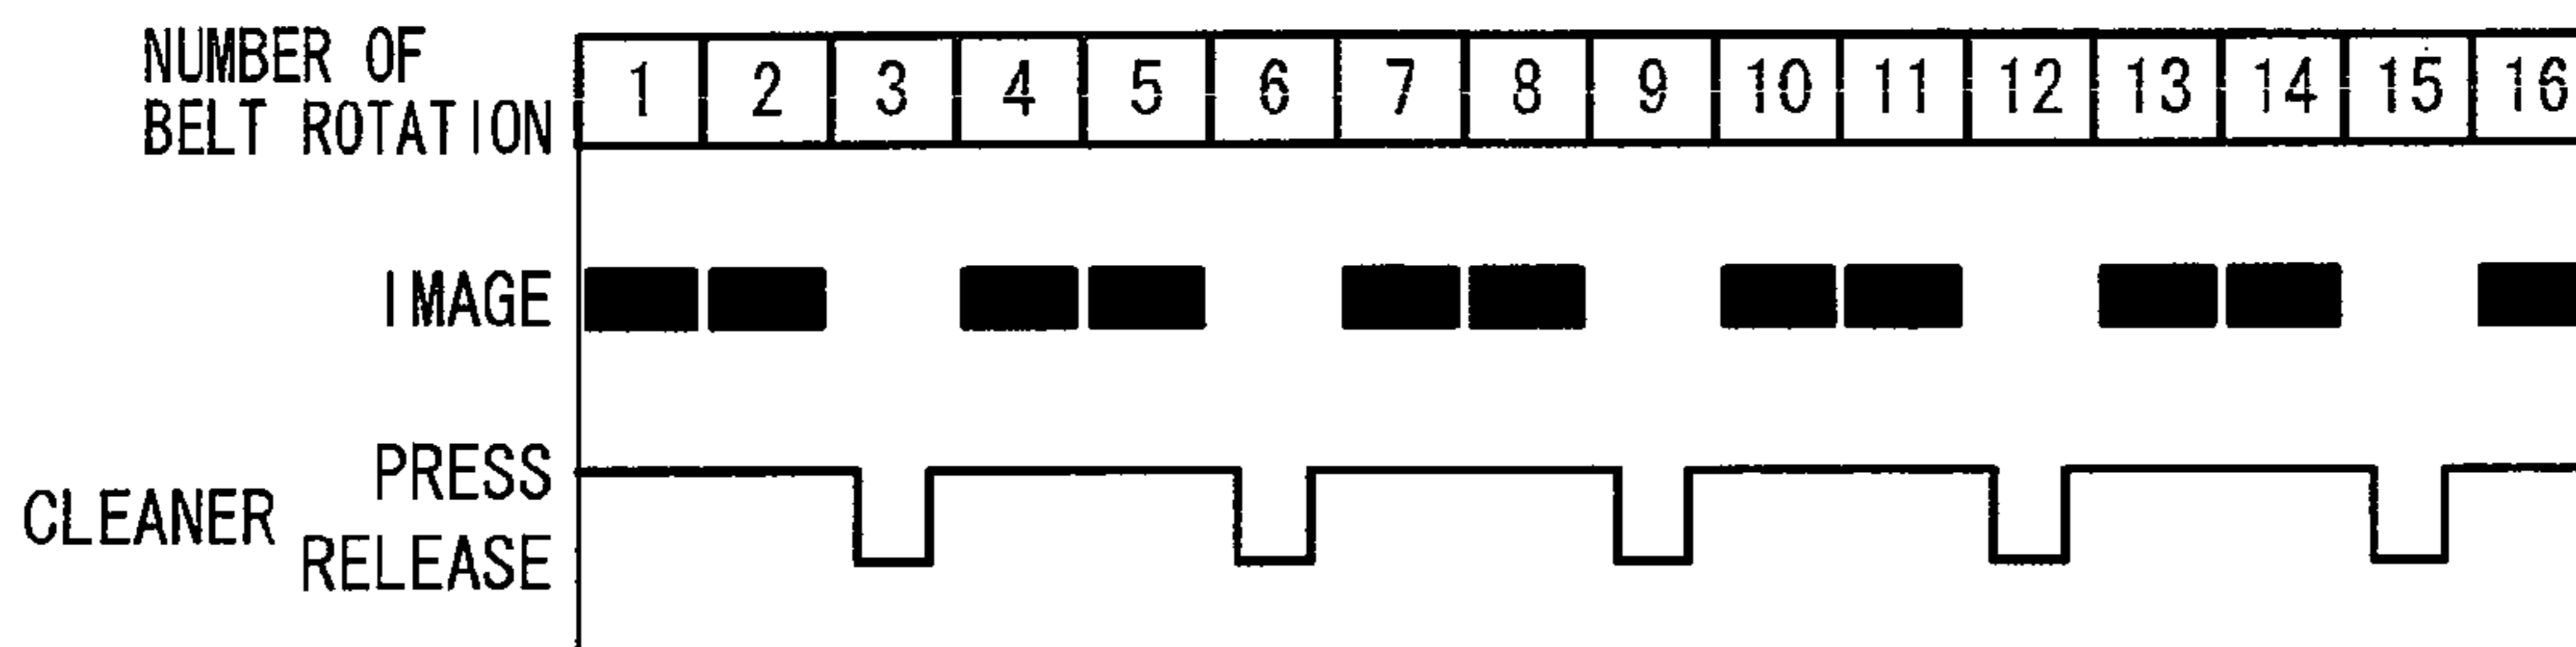 NUMBER OF
BELT ROTATION
1 2 3 4 5 6 7 8 9 10 11 12 13 14 15 16
IMAGE
PRESS
CLEANER
RELEASE